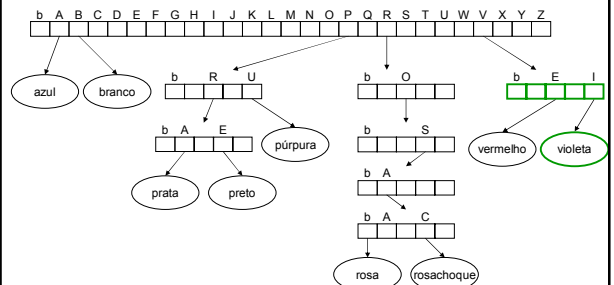 b A B C D E F G H I J K L M N O P Q R S T U W V X Y Z
b R U
b O
b E I
azul
branco
b A E
púrpura
b S
vermelho
violeta
prata
preto
b A
b A C
rosa
rosachoque